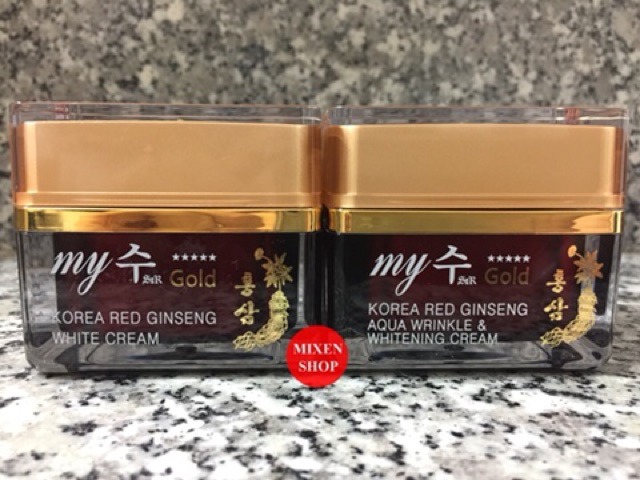 my 수 ★★★★★
S&R Gold
홍삼
KOREA RED GINSENG
WHITE CREAM
my 수 ★★★★★
S&R Gold
홍삼
KOREA RED GINSENG
AQUA WRINKLE &
WHITENING CREAM
MIXEN
SHOP